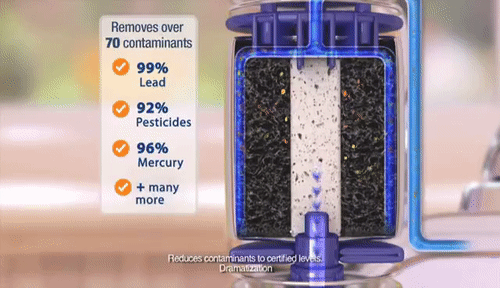 Removes over
70 contaminants
99%
Lead
92%
Pesticides
96%
Mercury
+ many
more
Reduces contaminants to certified levels.
Dramatization